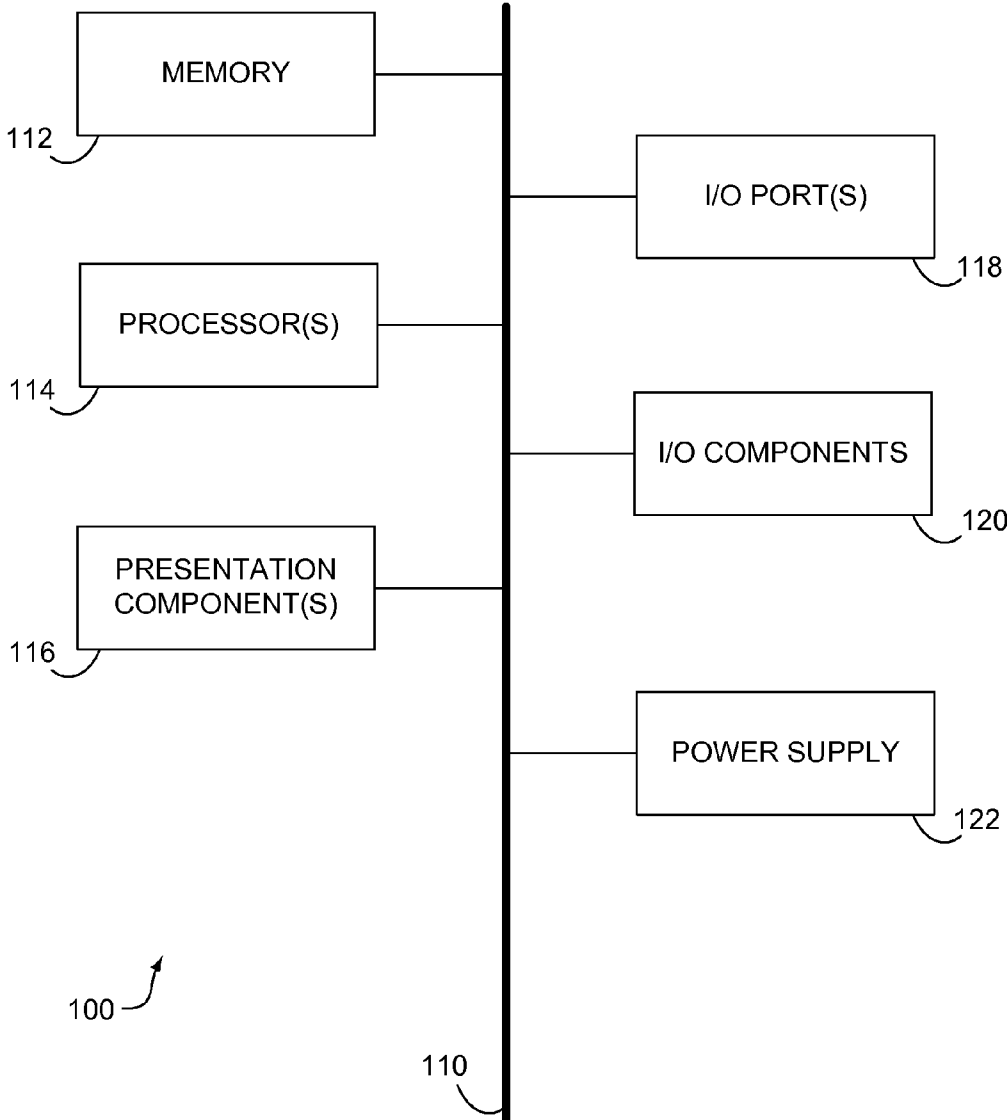 MEMORY
112
I/O PORT(S)
118
PROCESSOR(S)
114
I/O COMPONENTS
120
PRESENTATION
COMPONENT(S)
116
POWER SUPPLY
122
100
110